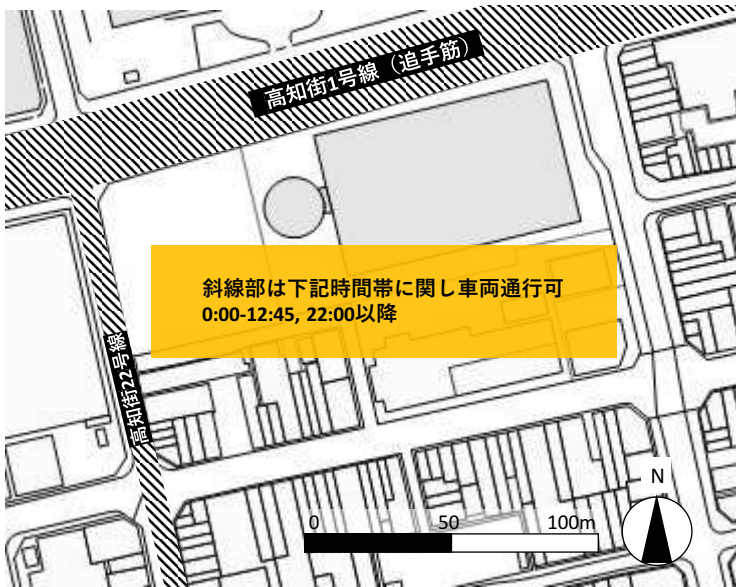 高知街1号線（追手筋）
斜線部は下記時間帯に関し車両通行可
0:00-12:45, 22:00以降
高知街22号線
N
0 50 100m